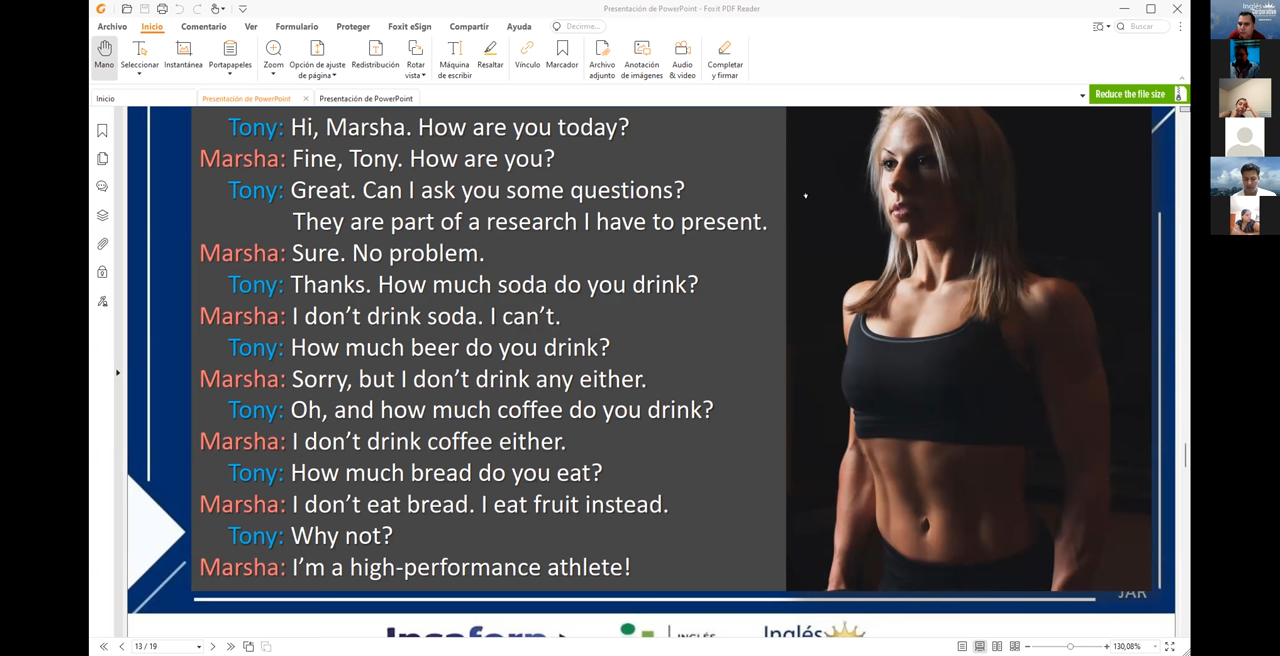 Presentación de PowerPoint - Foxit PDF Reader
Archivo Inicio Comentario Ver Formulario Proteger Foxit eSign Compartir Ayuda Decirme... Buscar
Mano Seleccionar Instantánea Portapapeles Zoom Opción de ajuste de página Redistribución Rotar vista Máquina de escribir Resaltar Vínculo Marcador Archivo adjunto Anotación de imágenes Audio & video Completar y firmar
Inicio Presentación de PowerPoint Presentación de PowerPoint Reduce the file size
Tony: Hi, Marsha. How are you today?
Marsha: Fine, Tony. How are you?
Tony: Great. Can I ask you some questions?
They are part of a research I have to present.
Marsha: Sure. No problem.
Tony: Thanks. How much soda do you drink?
Marsha: I don't drink soda. I can't.
Tony: How much beer do you drink?
Marsha: Sorry, but I don't drink any either.
Tony: Oh, and how much coffee do you drink?
Marsha: I don't drink coffee either.
Tony: How much bread do you eat?
Marsha: I don't eat bread. I eat fruit instead.
Tony: Why not?
Marsha: I'm a high-performance athlete!
JAR
INGLÉS Inglés
13 / 19 130,08%
Inglés
Corporativo